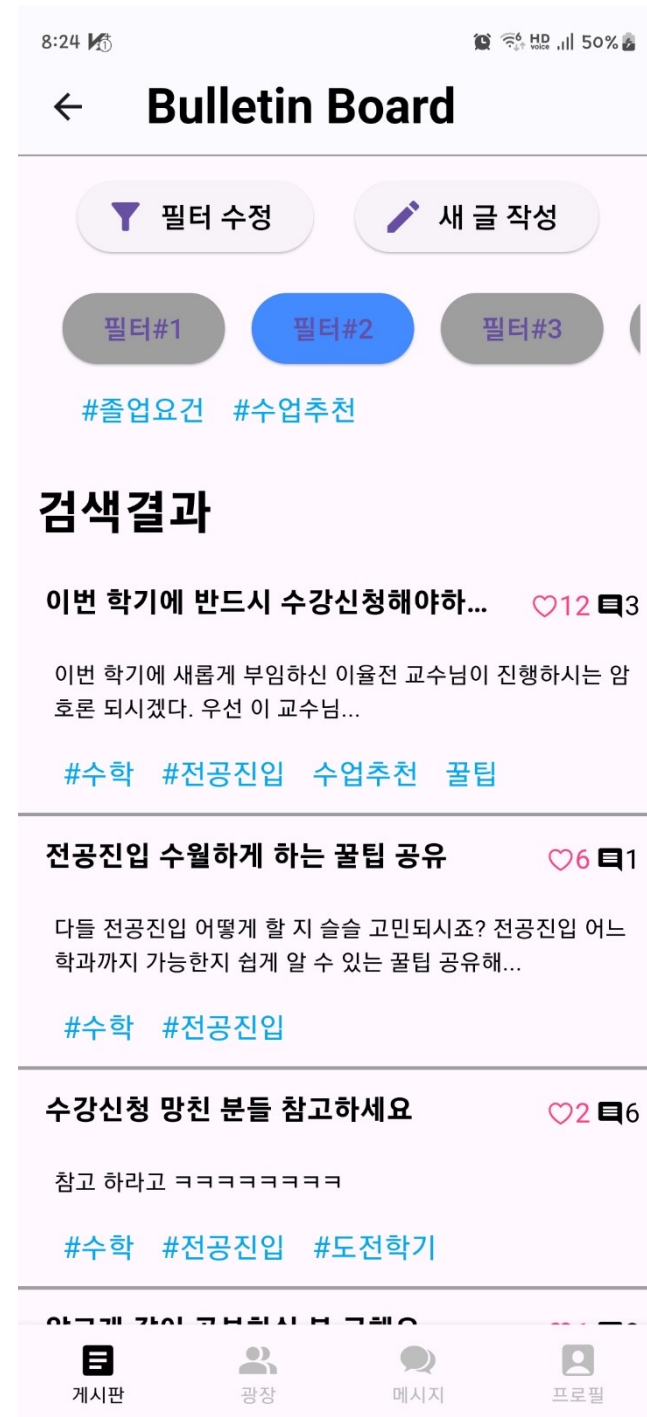 8:24
HD voice 50%
Bulletin Board
필터 수정 새 글 작성
필터#1 필터#2 필터#3
#졸업요건 #수업추천
검색결과
이번 학기에 반드시 수강신청해야하... 12 3
이번 학기에 새롭게 부임하신 이율전 교수님이 진행하시는 암
호론 되시겠다. 우선 이 교수님...
#수학 #전공진입 수업추천 꿀팁
전공진입 수월하게 하는 꿀팁 공유 6 1
다들 전공진입 어떻게 할 지 슬슬 고민되시죠? 전공진입 어느
학과까지 가능한지 쉽게 알 수 있는 꿀팁 공유해...
#수학 #전공진입
수강신청 망친 분들 참고하세요 2 6
참고 하라고 ㅋㅋㅋㅋㅋㅋㅋㅋ
#수학 #전공진입 #도전학기
게시판 광장 메시지 프로필